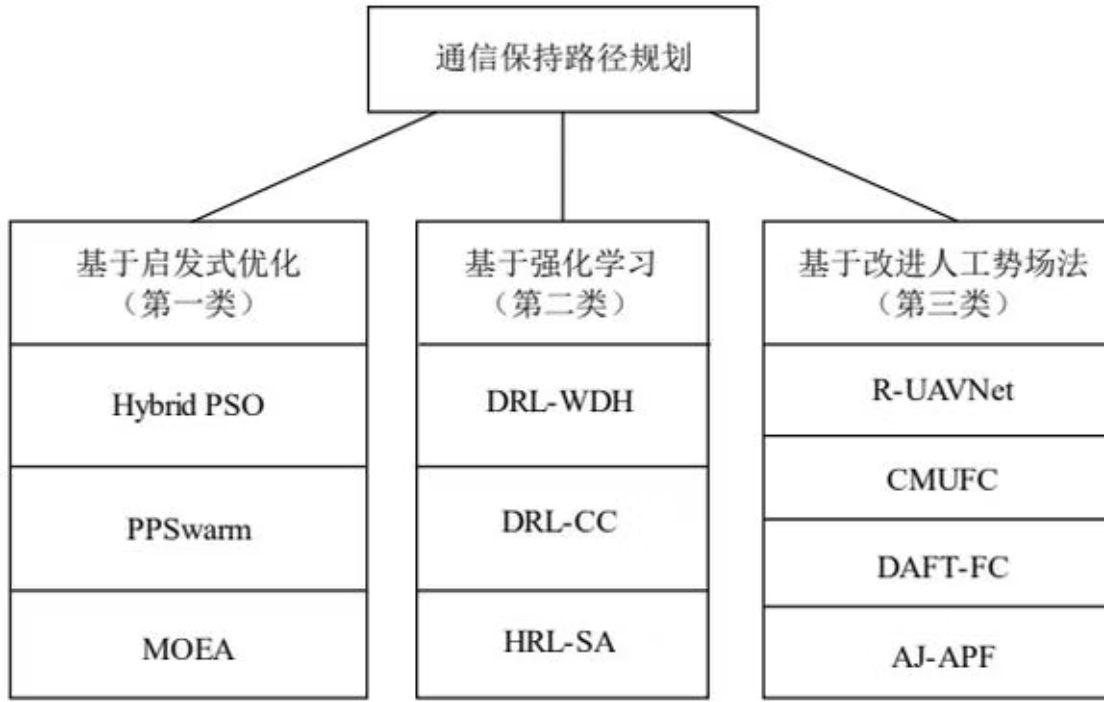 通信保持路径规划
基于启发式优化
（第一类）
Hybrid PSO
PPSwarm
MOEA
基于强化学习
（第二类）
DRL-WDH
DRL-CC
HRL-SA
基于改进人工势场法
（第三类）
R-UAVNet
CMUFC
DAFT-FC
AJ-APF